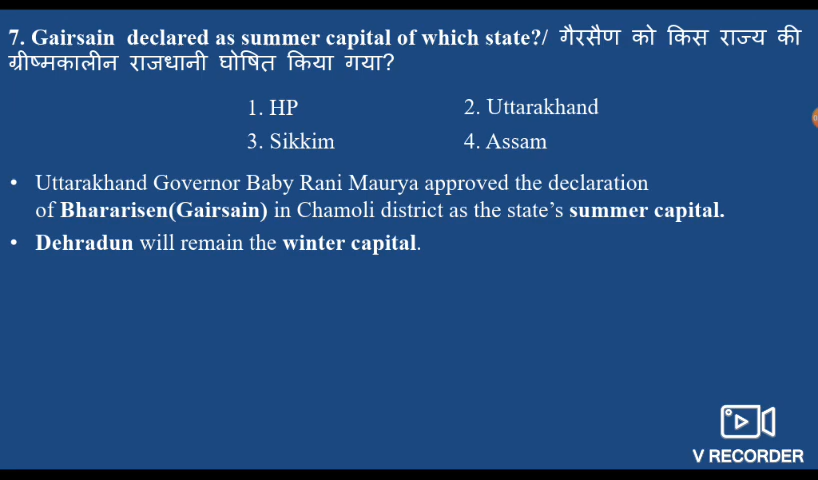 7. Gairsain declared as summer capital of which state?/ गैरसैण को किस राज्य की
ग्रीष्मकालीन राजधानी घोषित किया गया?
1. HP 2. Uttarakhand
3. Sikkim 4. Assam
• Uttarakhand Governor Baby Rani Maurya approved the declaration
of Bhararisen(Gairsain) in Chamoli district as the state’s summer capital.
• Dehradun will remain the winter capital.
V RECORDER